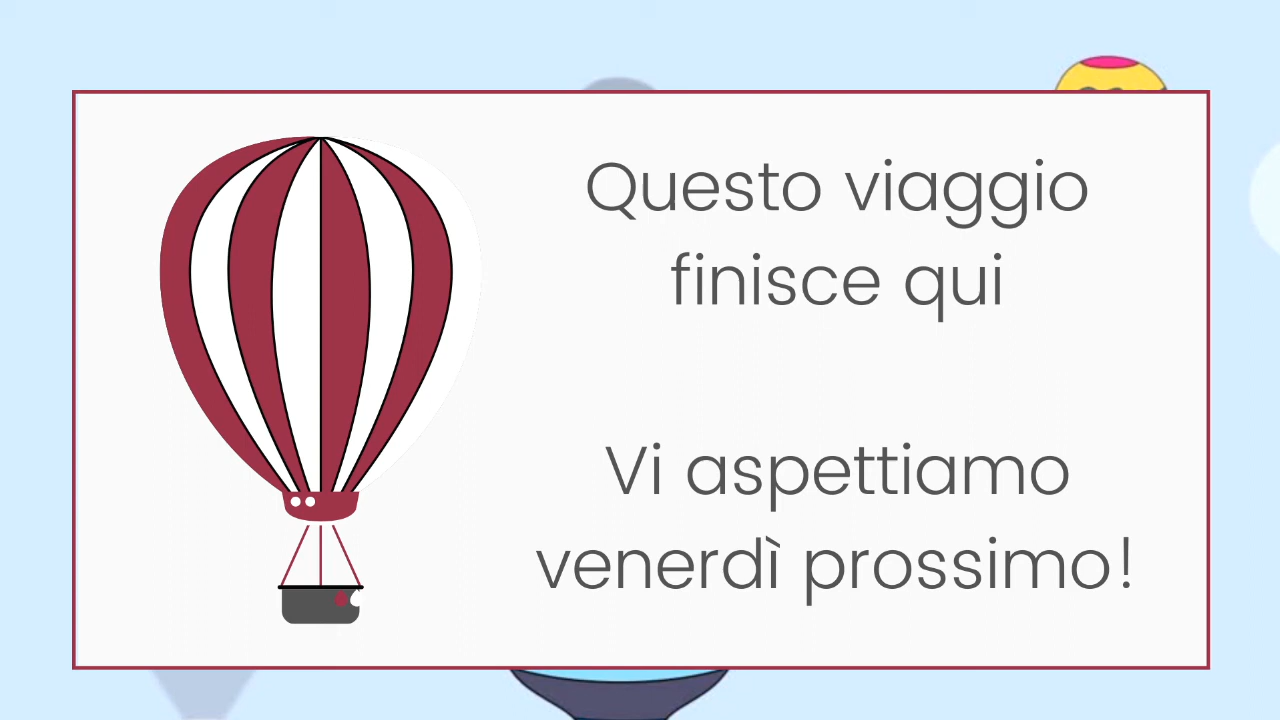 Questo viaggio
finisce qui
Vi aspettiamo
venerdì prossimo!